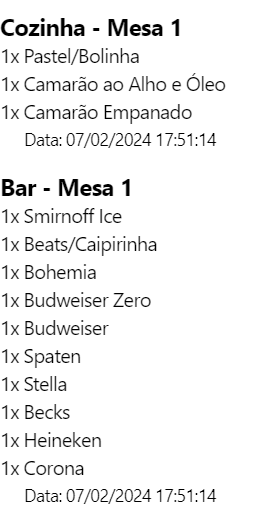 Cozinha - Mesa 1
1x Pastel/Bolinha
1x Camarão ao Alho e Óleo
1x Camarão Empanado
Data: 07/02/2024 17:51:14
Bar - Mesa 1
1x Smirnoff Ice
1x Beats/Caipirinha
1x Bohemia
1x Budweiser Zero
1x Budweiser
1x Spaten
1x Stella
1x Becks
1x Heineken
1x Corona
Data: 07/02/2024 17:51:14